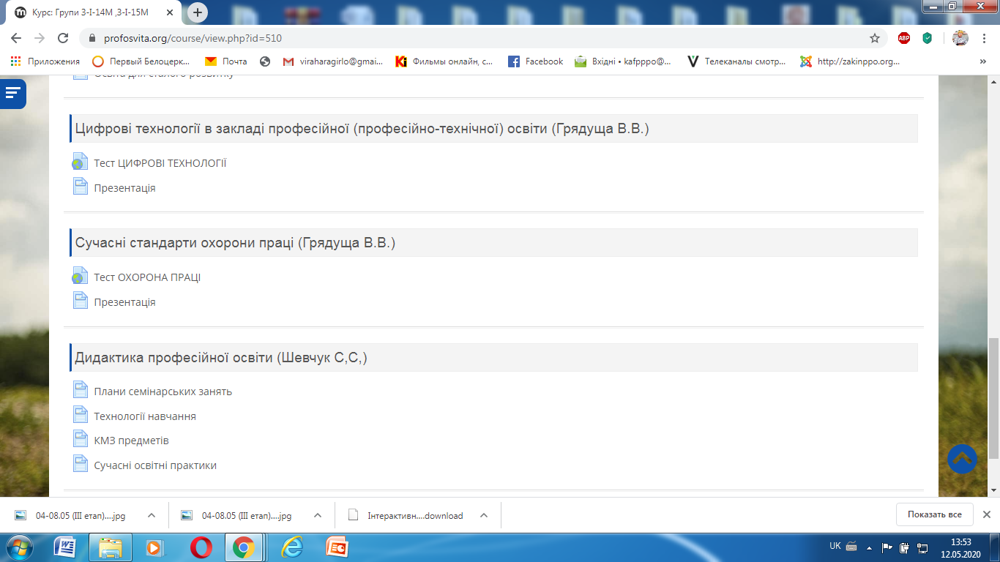 Курс: Групи З-І-14М ,З-І-15М
profosvita.org/course/view.php?id=510
ABP
Приложения
Первый Белоцерк...
Почта
viraharagirlo@gmai...
Фильмы онлайн, с...
Facebook
Вхідні • kafpppo@...
Телеканалы смотр...
http://zakinppo.org...
»
Освіта для сталого розвитку
Цифрові технології в закладі професійної (професійно-технічної) освіти (Грядуща В.В.)
Тест ЦИФРОВІ ТЕХНОЛОГІЇ
Презентація
Сучасні стандарти охорони праці (Грядуща В.В.)
Тест ОХОРОНА ПРАЦІ
Презентація
Дидактика професійної освіти (Шевчук С,С,)
Плани семінарських занять
Технології навчання
КМЗ предметів
Сучасні освітні практики
04-08.05 (ІІІ етап)....jpg
04-08.05 (ІІІ етап)....jpg
Інтерактивн....download
Показать все
UK
13:53
12.05.2020